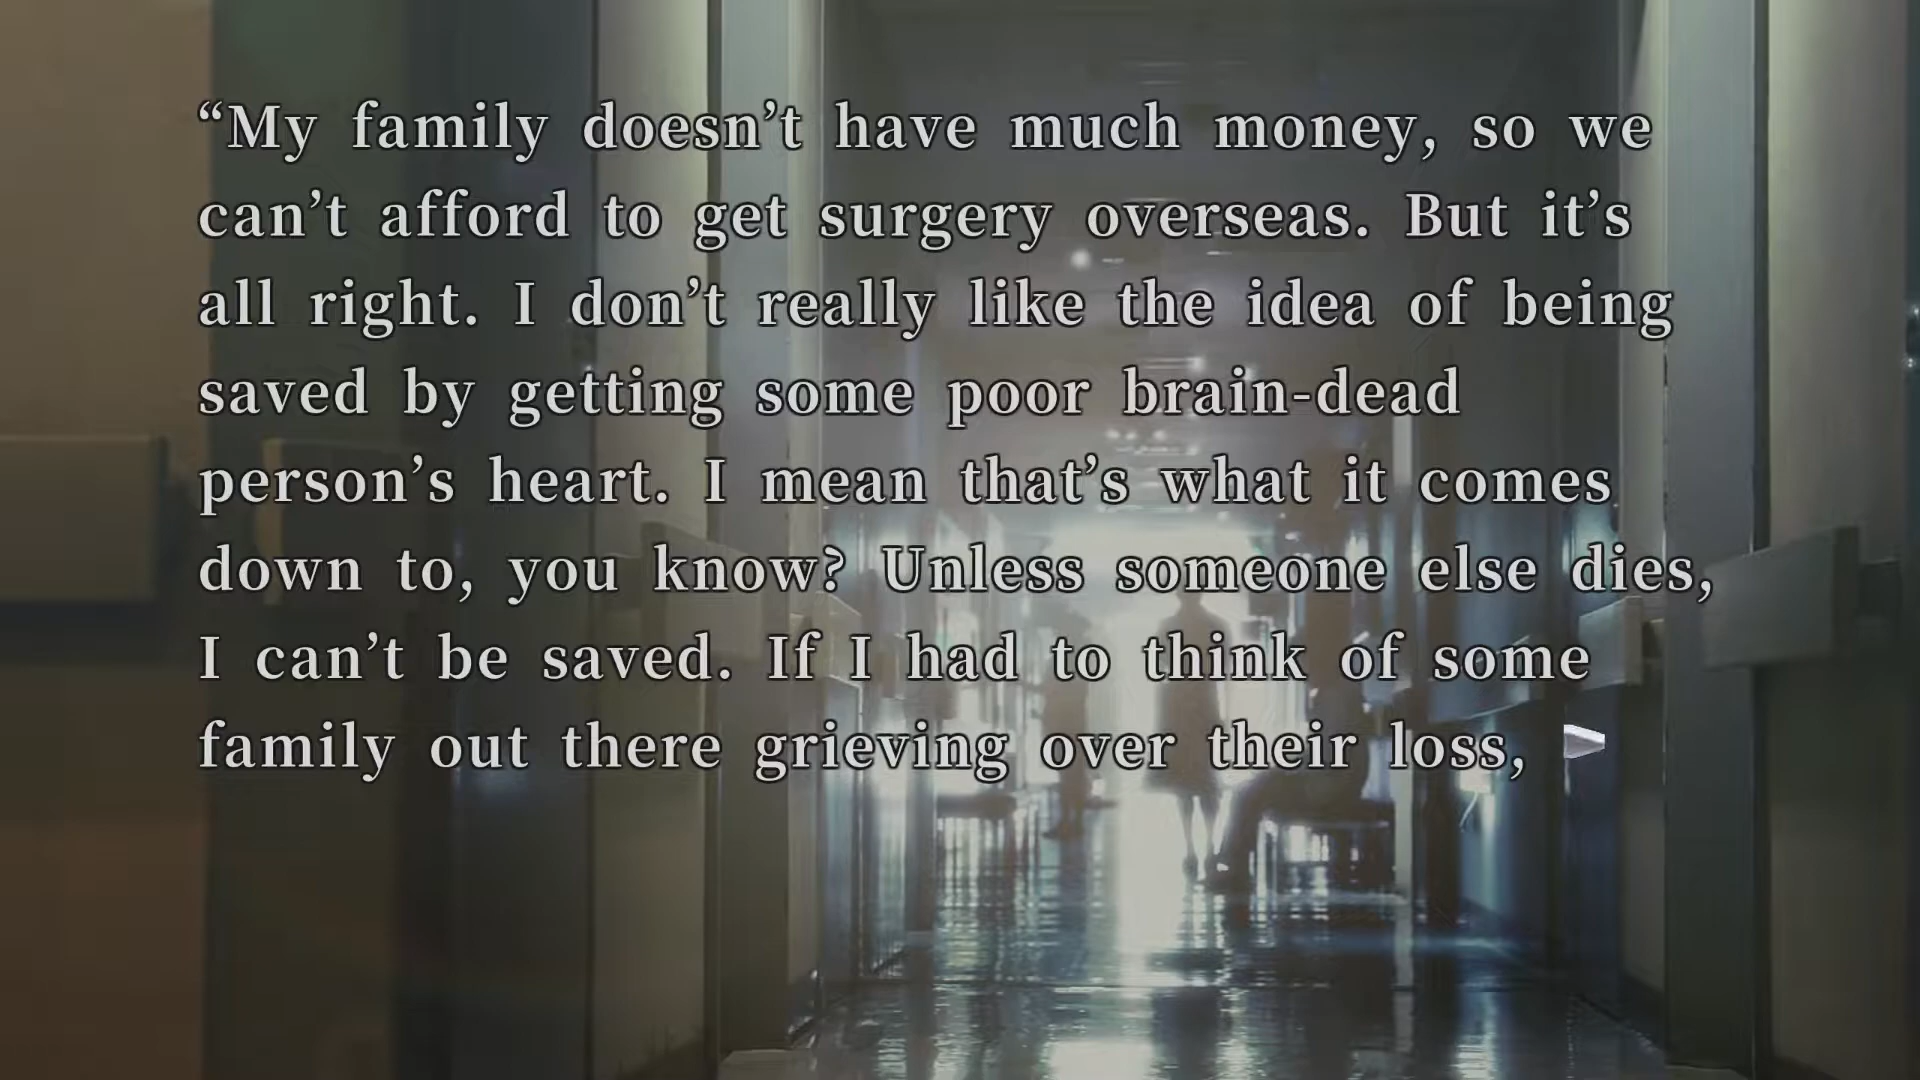 “My family doesn’t have much money, so we
can’t afford to get surgery overseas. But it’s
all right. I don’t really like the idea of being
saved by getting some poor brain-dead
person’s heart. I mean that’s what it comes
down to, you know? Unless someone else dies,
I can’t be saved. If I had to think of some
family out there grieving over their loss,